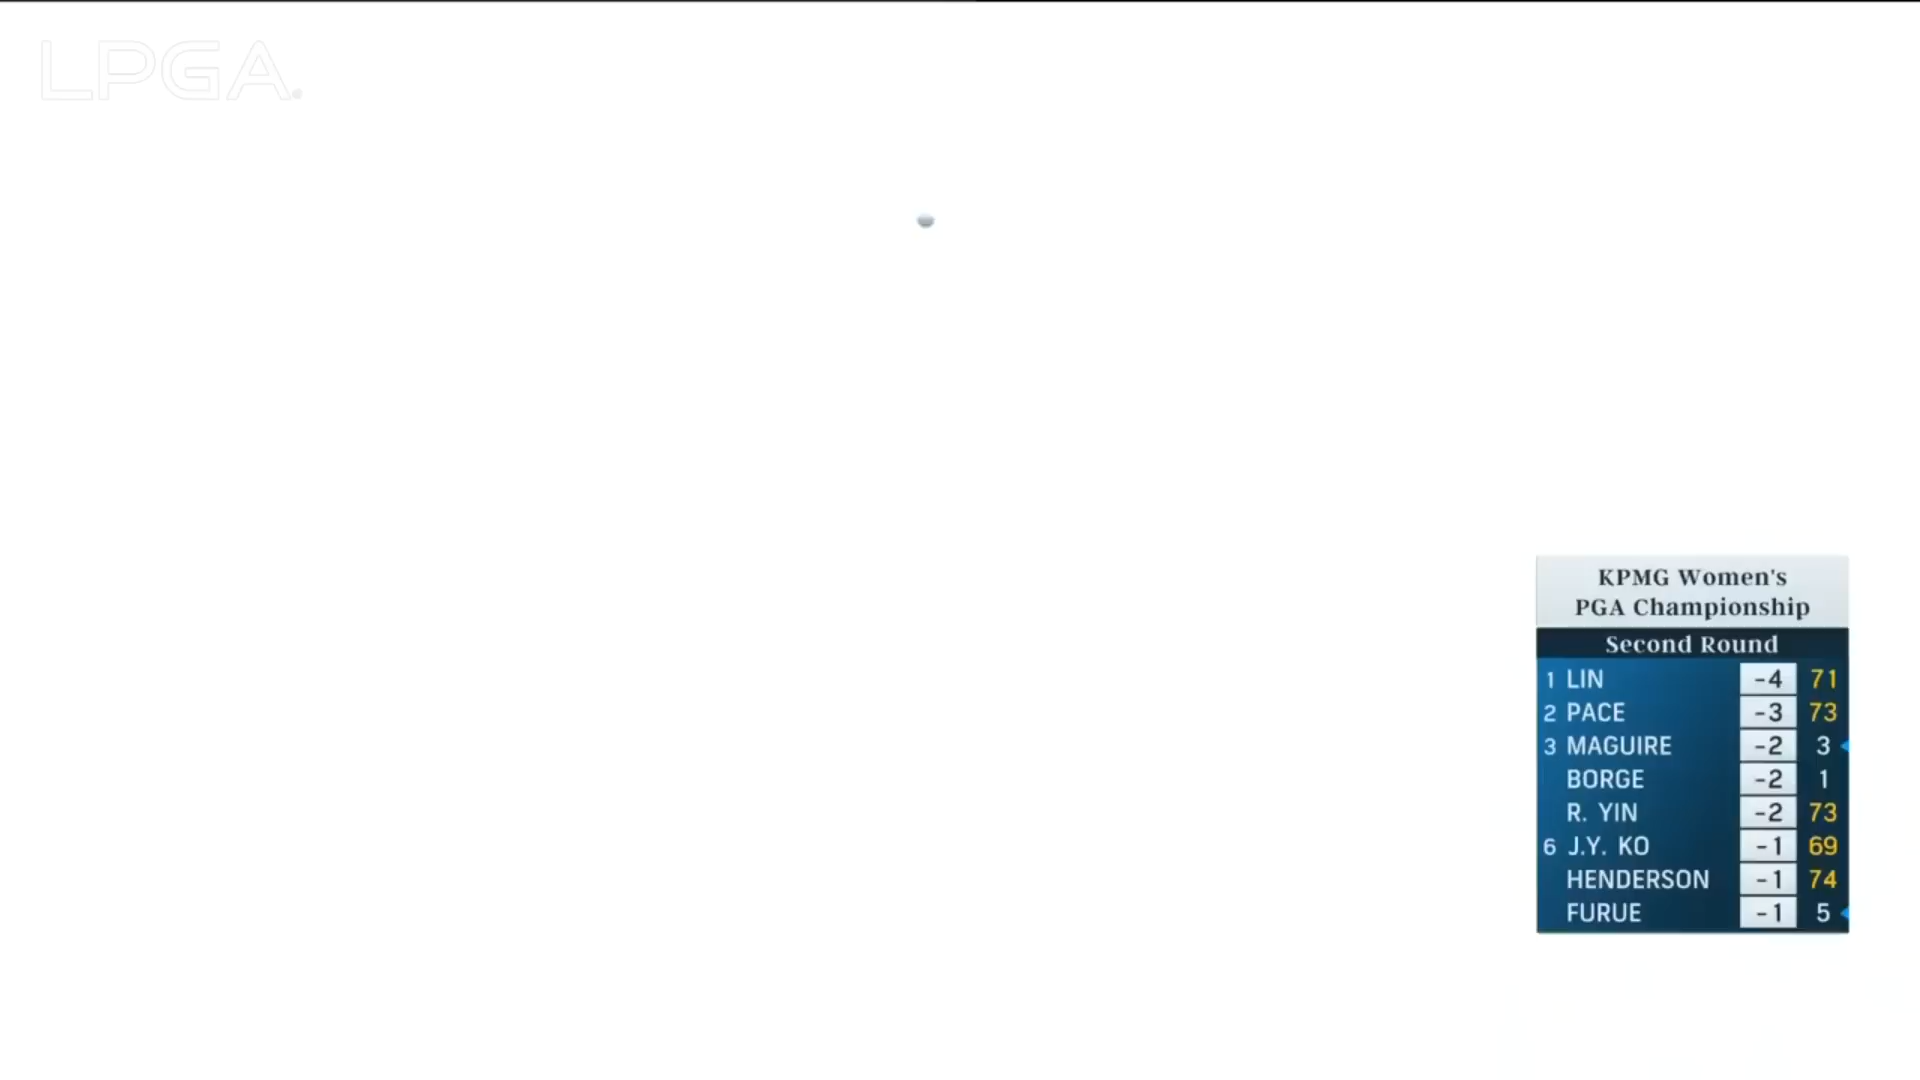 LPGA
KPMG Women's
PGA Championship
Second Round
1 LIN -4 71
2 PACE -3 73
3 MAGUIRE -2 3
BORGE -2 1
R. YIN -2 73
6 J.Y. KO -1 69
HENDERSON -1 74
FURUE -1 5